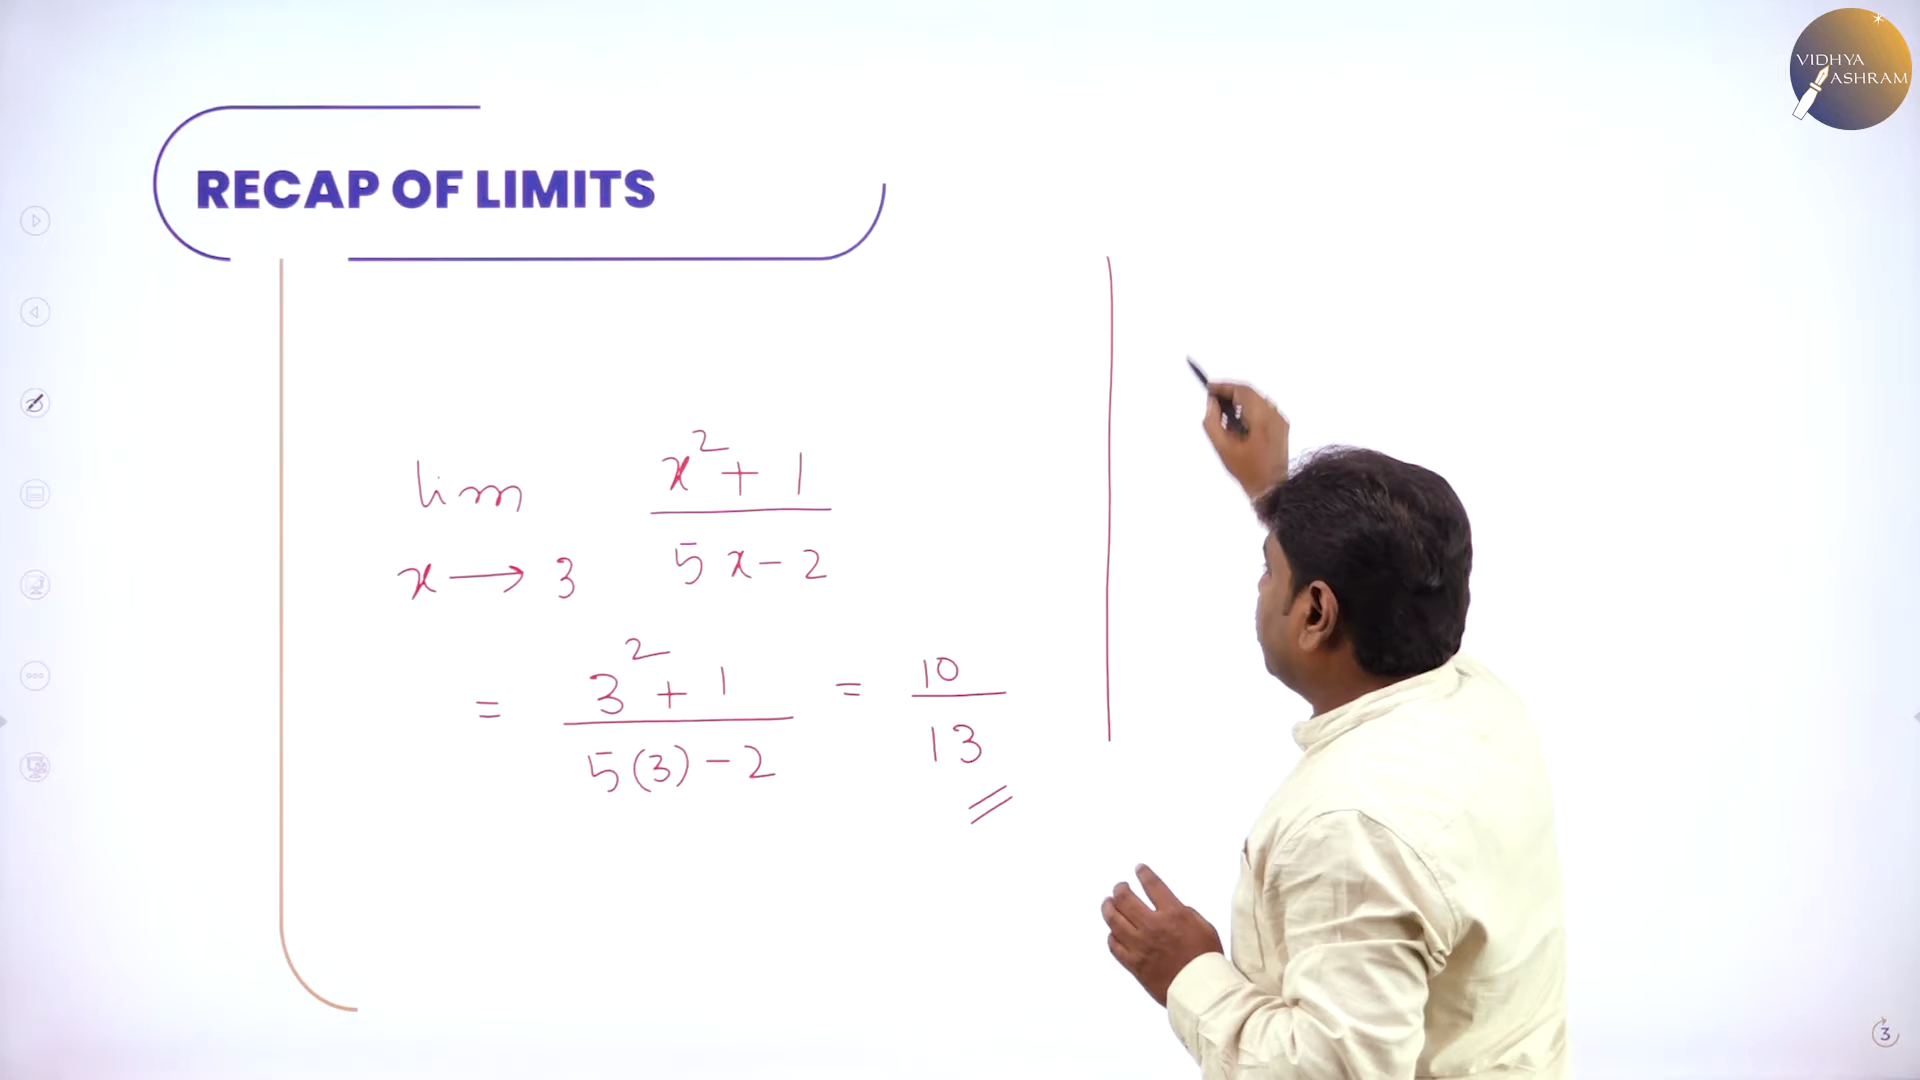 VIDHYA
ASHRAM
RECAP OF LIMITS
lim x²+1
x → 3 5x-2
= 3²+1 = 10
5(3)-2 13
3